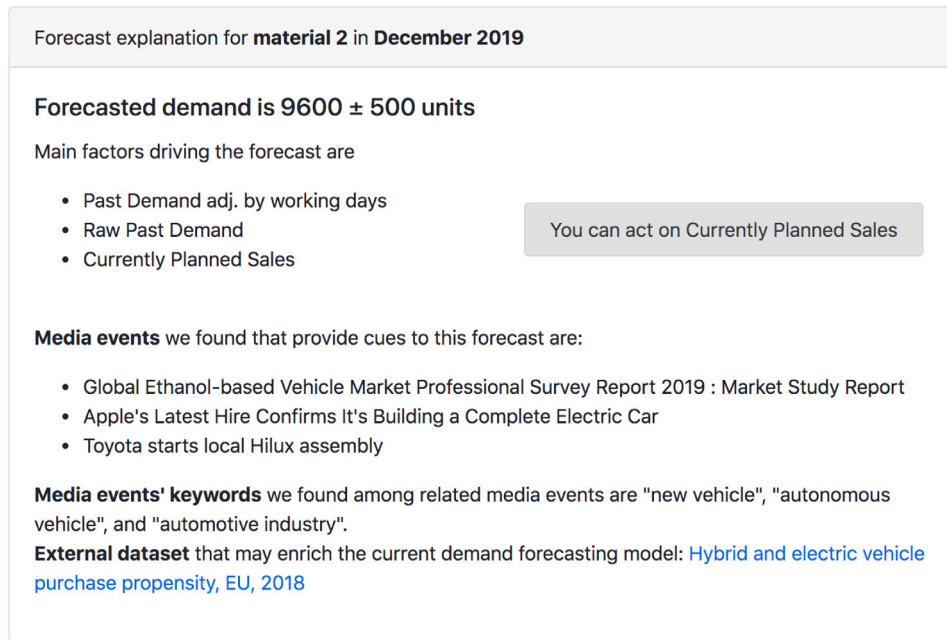 Forecast explanation for material 2 in December 2019
Forecasted demand is 9600 ± 500 units
Main factors driving the forecast are
• Past Demand adj. by working days
• Raw Past Demand
• Currently Planned Sales
You can act on Currently Planned Sales
Media events we found that provide cues to this forecast are:
• Global Ethanol-based Vehicle Market Professional Survey Report 2019 : Market Study Report
• Apple's Latest Hire Confirms It's Building a Complete Electric Car
• Toyota starts local Hilux assembly
Media events' keywords we found among related media events are "new vehicle", "autonomous
vehicle", and "automotive industry".
External dataset that may enrich the current demand forecasting model: Hybrid and electric vehicle
purchase propensity, EU, 2018